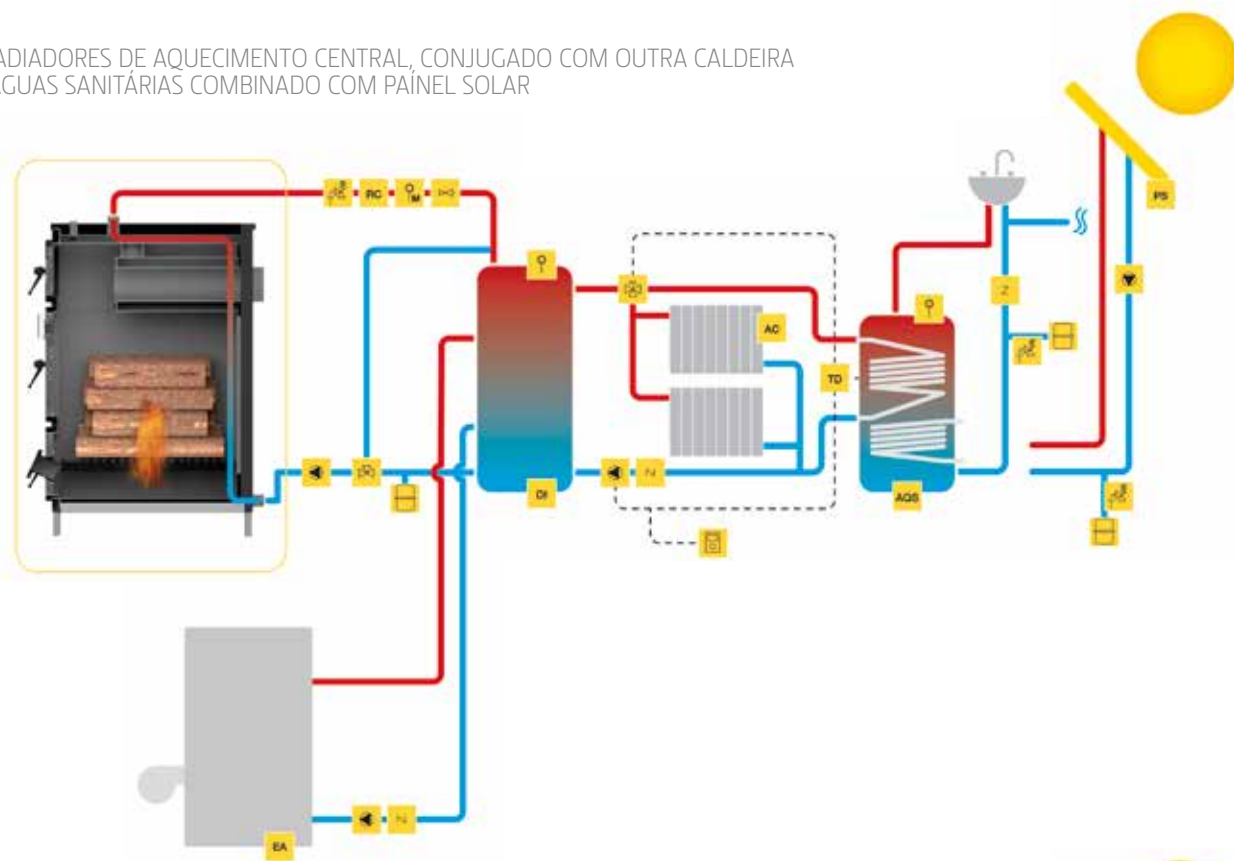 ADIADORES DE AQUECIMENTO CENTRAL, CONJUGADO COM OUTRA CALDEIRA
ÁGUAS SANITÁRIAS COMBINADO COM PAÍNEL SOLAR
PS
RC
M
AC
TD
DI
AQS
EA